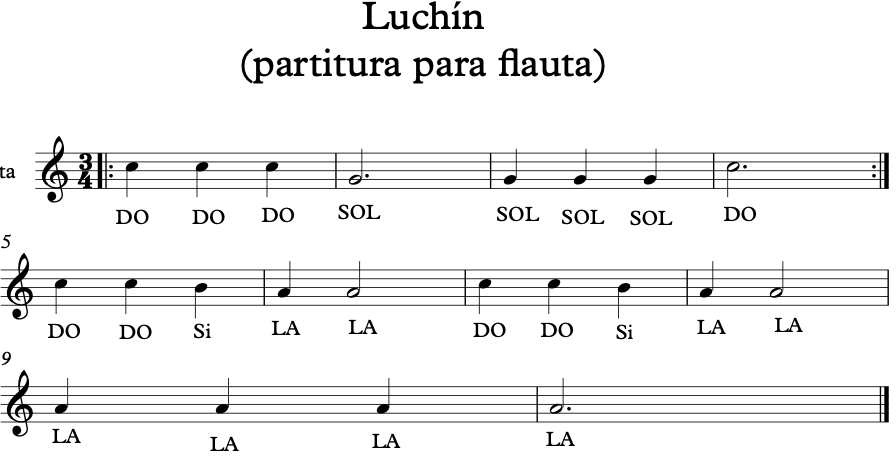 Luchín
(partitura para flauta)
ta
3
4
DO DO DO SOL SOL SOL SOL DO
5
DO DO Si LA LA DO DO Si LA LA
9
LA LA LA LA